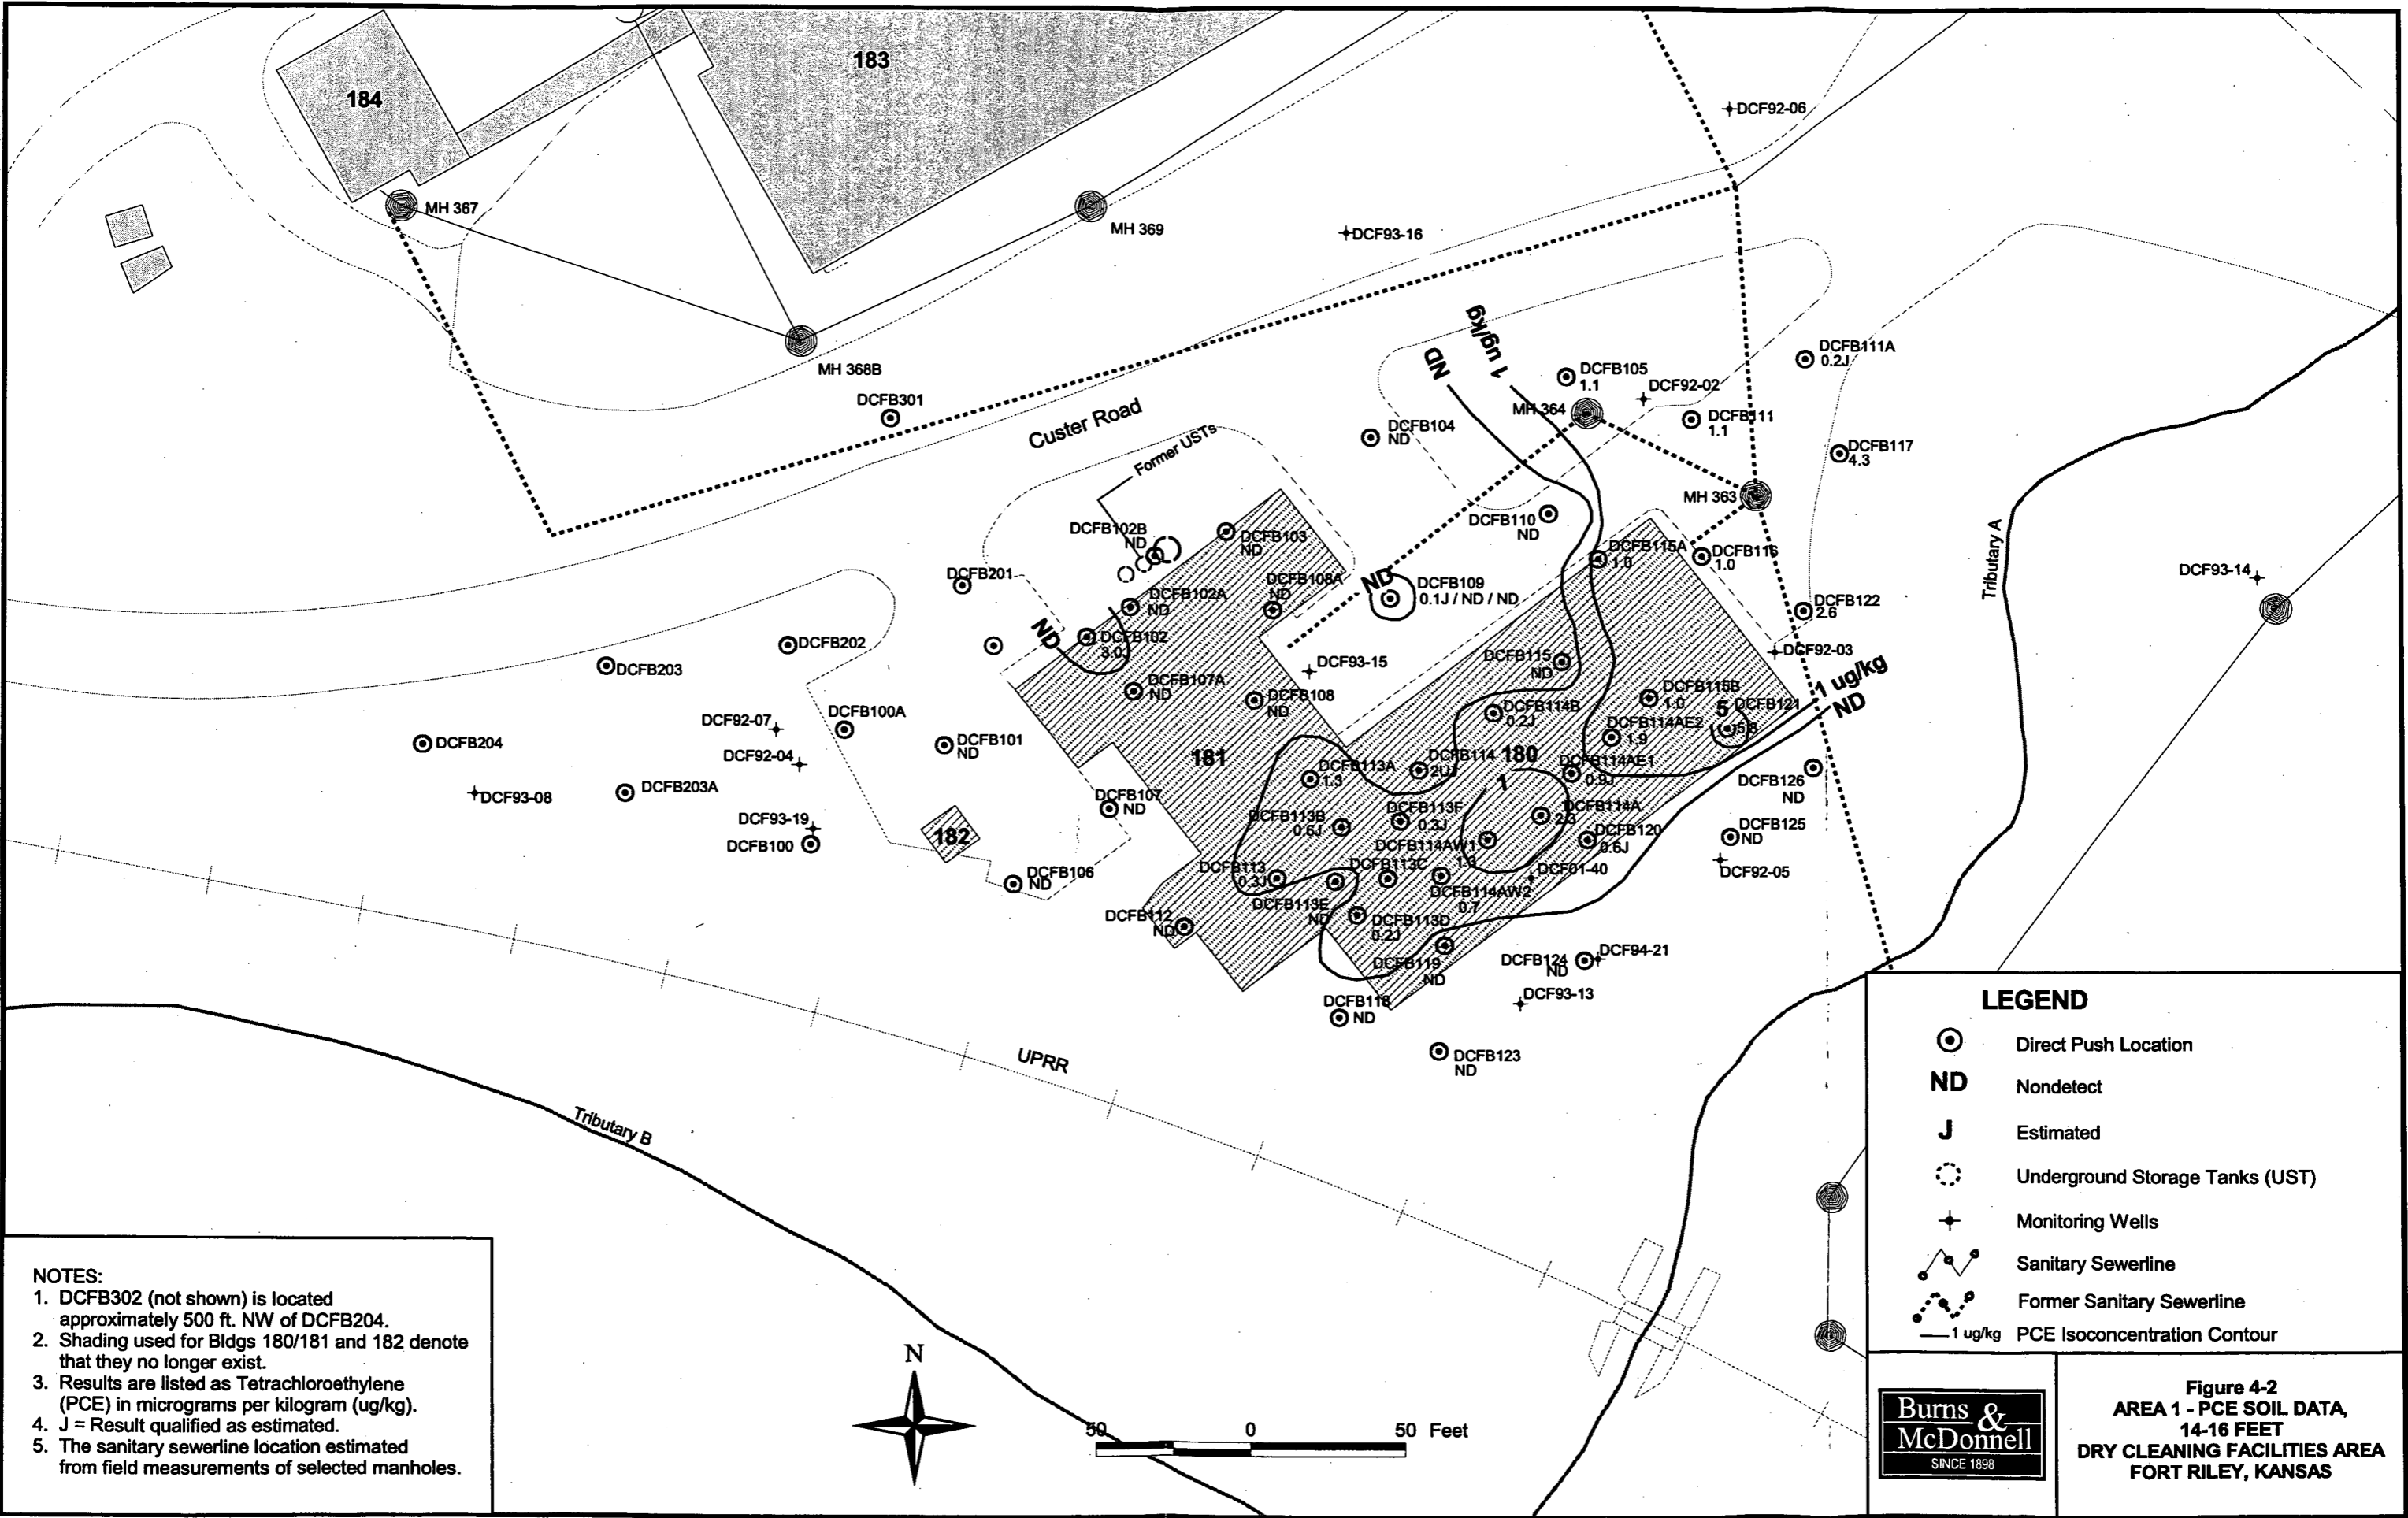 183
184
DCF92-06
MH 367
MH 369
DCF93-16
1 ug/kg
ND
MH 368B
DCFB111A
0.2J
DCFB105
1.1
DCF92-02
MH 364
DCFB111
1.1
DCFB301
Custer Road
DCFB104
ND
DCFB117
4.3
Former USTs
MH 363
DCFB102B
ND
DCFB103
ND
DCFB110
ND
DCFB115A
1.0
DCFB116
1.0
Tributary A
DCF93-14
DCFB201
DCFB108A
ND
ND
DCFB109
0.1J / ND / ND
DCFB102A
ND
DCFB122
2.6
ND
DCFB102
3.0J
DCFB202
DCFB203
DCF93-15
DCFB115
ND
DCF92-03
1 ug/kg
ND
DCFB107A
ND
DCFB108
ND
DCFB115B
1.0
5
DCFB121
5.8
DCFB114B
0.2J
DCFB114AE2
1.9
DCF92-07
DCFB100A
DCFB204
DCFB101
ND
DCF92-04
181
DCFB114
2UJ
180
1
DCFB114AE1
0.9J
DCFB113A
1.3
DCFB126
ND
DCF93-08
DCFB203A
DCFB107
ND
DCFB113B
0.6J
DCFB113F
0.3J
DCFB114A
2.3
DCF93-19
DCFB100
182
DCFB114AW1
1.3
DCFB120
0.6J
DCFB125
ND
DCF92-05
DCFB106
ND
DCFB113
0.3J
DCFB113C
DCF01-40
DCFB114AW2
0.7
DCFB112
ND
DCFB113E
ND
DCFB113D
0.2J
DCFB119
ND
DCFB124
ND
DCF94-21
DCFB118
ND
DCF93-13
DCFB123
ND
UPRR
Tributary B
LEGEND
Direct Push Location
ND Nondetect
J Estimated
Underground Storage Tanks (UST)
Monitoring Wells
Sanitary Sewerline
Former Sanitary Sewerline
1 ug/kg PCE Isoconcentration Contour
NOTES:
1. DCFB302 (not shown) is located
approximately 500 ft. NW of DCFB204.
2. Shading used for Bldgs 180/181 and 182 denote
that they no longer exist.
3. Results are listed as Tetrachloroethylene
(PCE) in micrograms per kilogram (ug/kg).
4. J = Result qualified as estimated.
5. The sanitary sewerline location estimated
from field measurements of selected manholes.
N
50 0 50 Feet
Burns &
McDonnell
SINCE 1898
Figure 4-2
AREA 1 - PCE SOIL DATA,
14-16 FEET
DRY CLEANING FACILITIES AREA
FORT RILEY, KANSAS